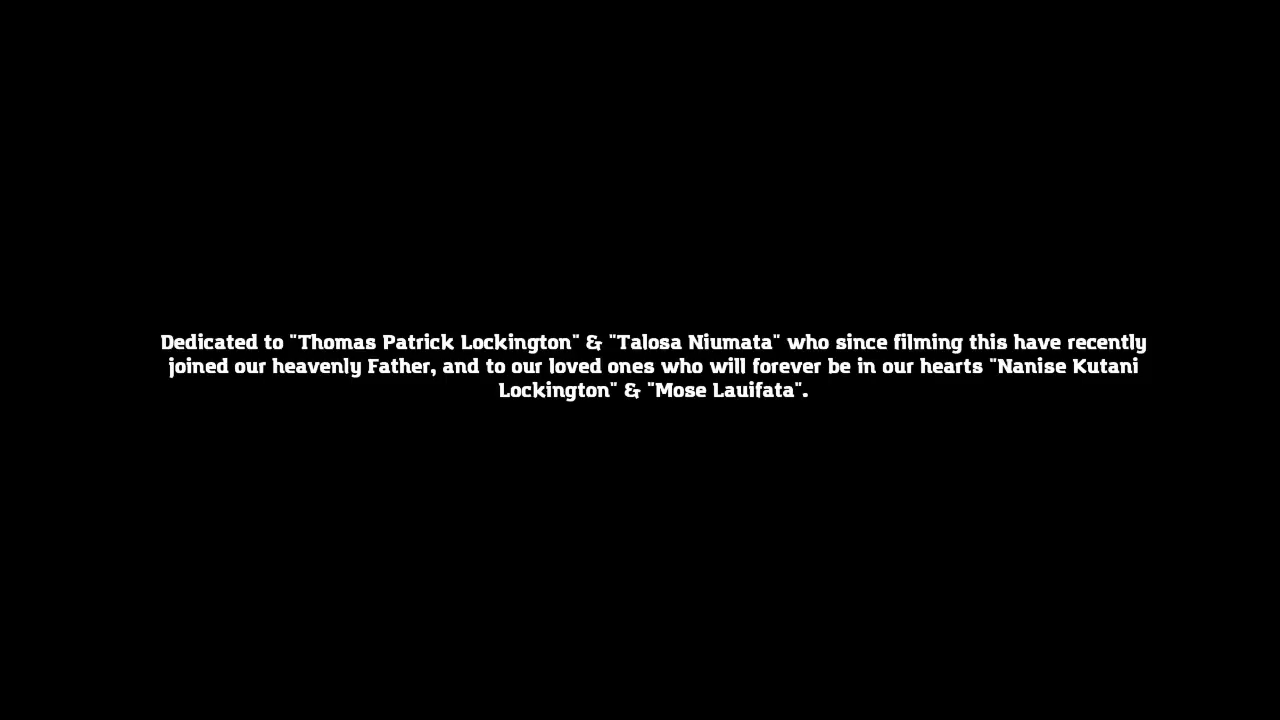 Dedicated to "Thomas Patrick Lockington" & "Talosa Niumata" who since filming this have recently
joined our heavenly Father, and to our loved ones who will forever be in our hearts "Nanise Kutani
Lockington" & "Mose Lauifata".